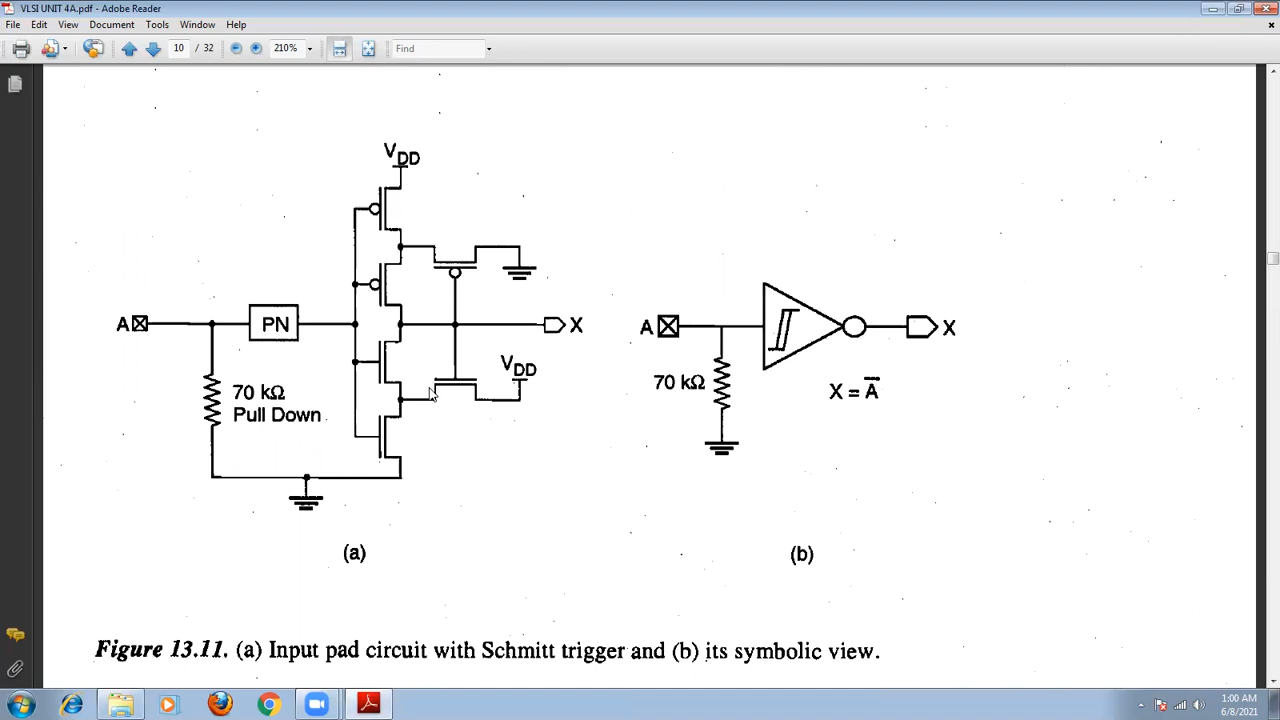 VLSI UNIT 4A.pdf - Adobe Reader
File Edit View Document Tools Window Help
10 / 32 210% Find
VDD
A PN X
70 kΩ
Pull Down
VDD
(a)
A X
70 kΩ
X = A̅
(b)
Figure 13.11. (a) Input pad circuit with Schmitt trigger and (b) its symbolic view.
1:00 AM
6/8/2021